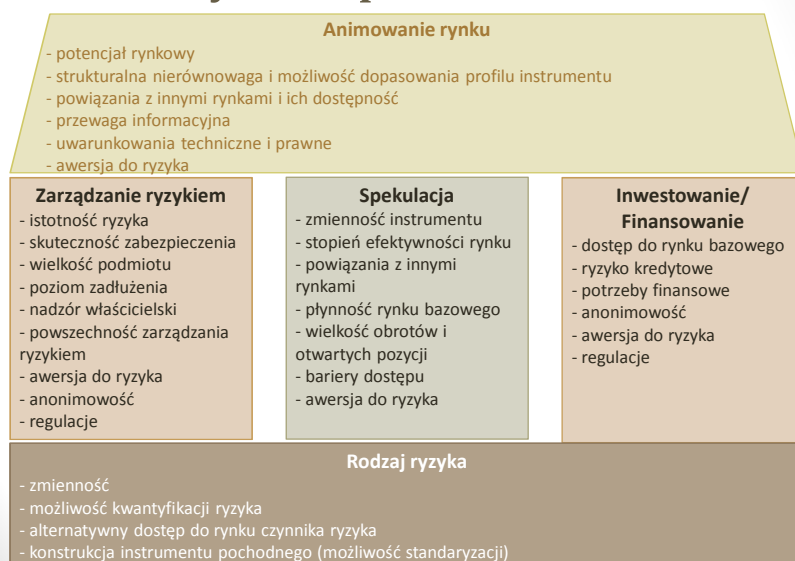 Animowanie rynku
- potencjał rynkowy
- strukturalna nierównowaga i możliwość dopasowania profilu instrumentu
- powiązania z innymi rynkami i ich dostępność
- przewaga informacyjna
- uwarunkowania techniczne i prawne
- awersja do ryzyka
Zarządzanie ryzykiem
- istotność ryzyka
- skuteczność zabezpieczenia
- wielkość podmiotu
- poziom zadłużenia
- nadzór właścicielski
- powszechność zarządzania
ryzykiem
- awersja do ryzyka
- anonimowość
- regulacje
Spekulacja
- zmienność instrumentu
- stopień efektywności rynku
- powiązania z innymi
rynkami
- płynność rynku bazowego
- wielkość obrotów i
otwartych pozycji
- bariery dostępu
- awersja do ryzyka
Inwestowanie/
Finansowanie
- dostęp do rynku bazowego
- ryzyko kredytowe
- potrzeby finansowe
- anonimowość
- awersja do ryzyka
- regulacje
Rodzaj ryzyka
- zmienność
- możliwość kwantyfikacji ryzyka
- alternatywny dostęp do rynku czynnika ryzyka
- konstrukcja instrumentu pochodnego (możliwość standaryzacji)